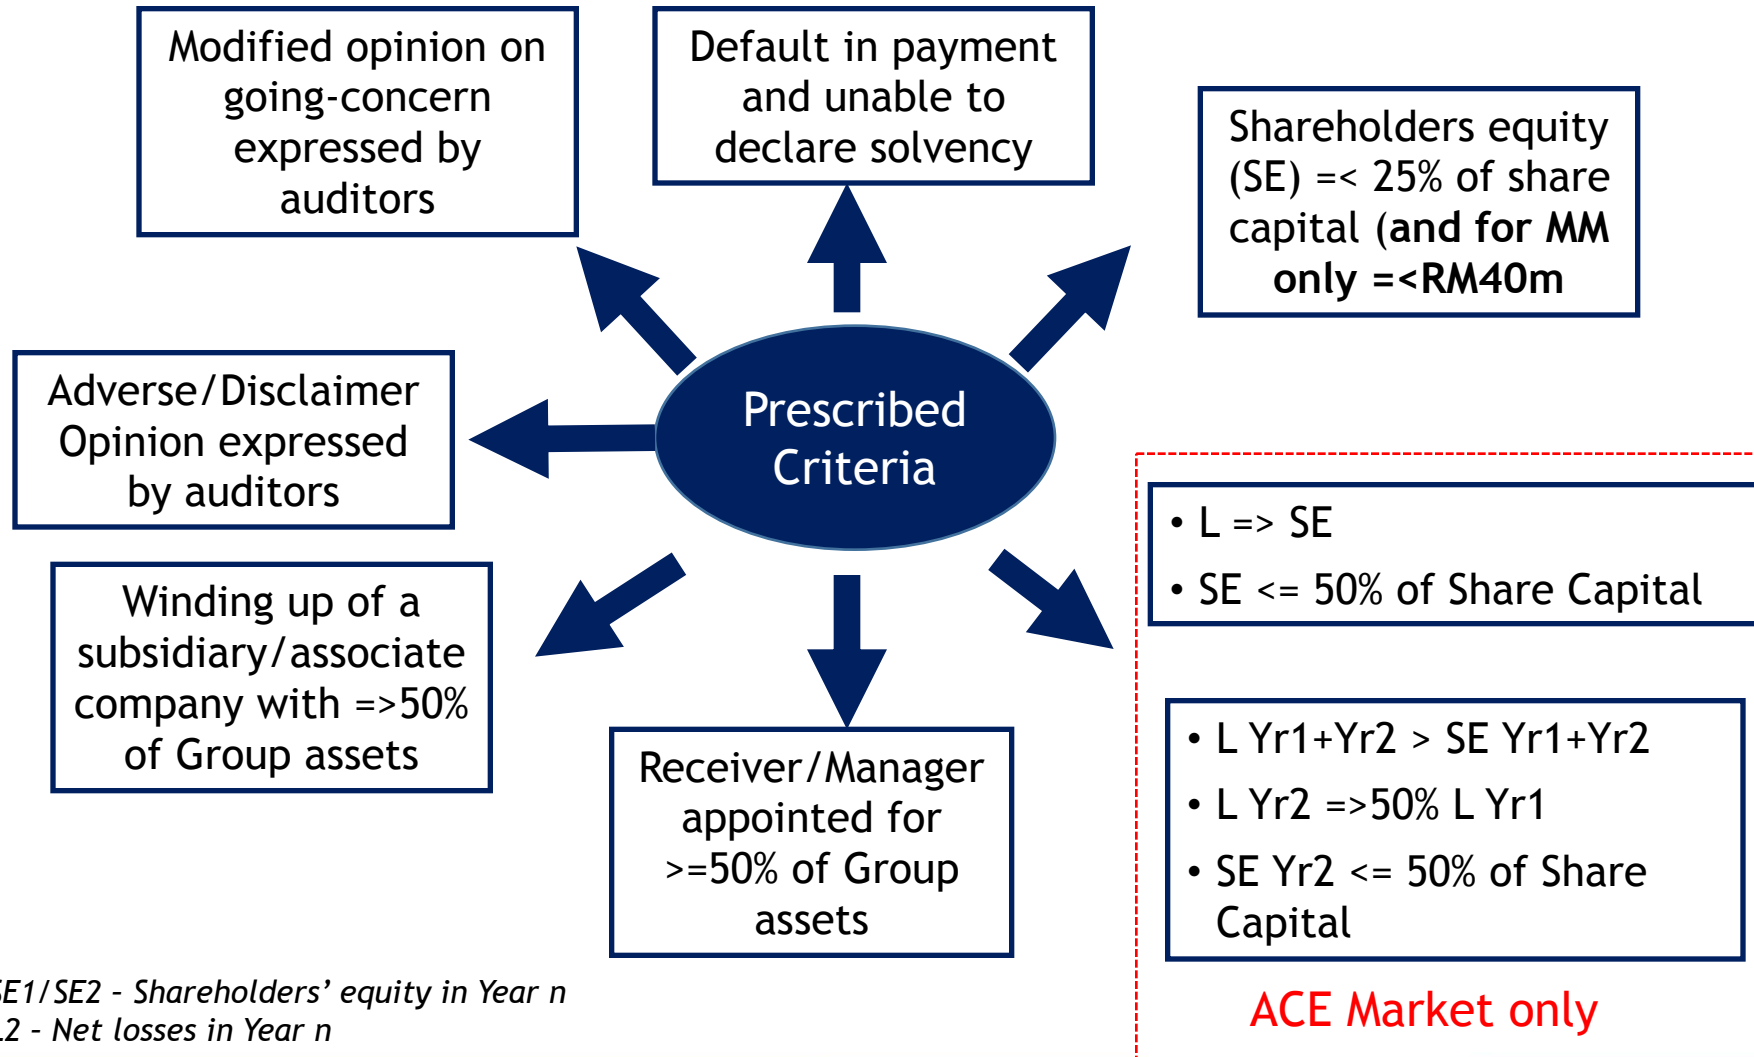 Modified opinion on
going-concern
expressed by
auditors
Default in payment
and unable to
declare solvency
Shareholders equity
(SE) =< 25% of share
capital (and for MM
only =<RM40m
Adverse/Disclaimer
Opinion expressed
by auditors
Prescribed
Criteria
• L => SE
• SE <= 50% of Share Capital
Winding up of a
subsidiary/associate
company with =>50%
of Group assets
Receiver/Manager
appointed for
>=50% of Group
assets
• L Yr1+Yr2 > SE Yr1+Yr2
• L Yr2 =>50% L Yr1
• SE Yr2 <= 50% of Share
Capital
SE1/SE2 – Shareholders’ equity in Year n
L2 – Net losses in Year n
ACE Market only